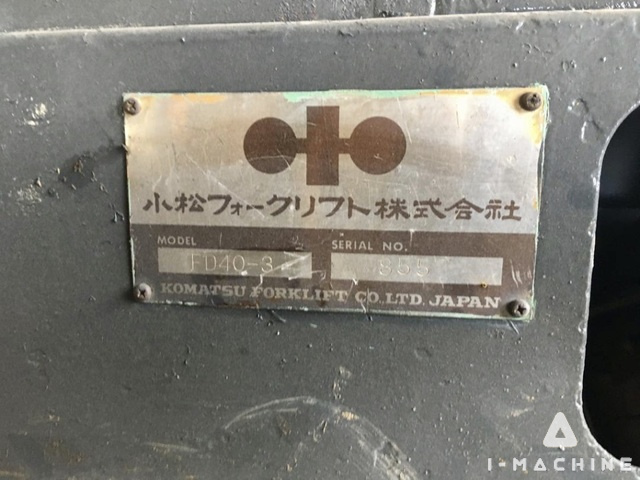 小松フォークリフト株式会社
MODEL SERIAL NO.
FD40-3
KOMATSU FORKLIFT CO.LTD. JAPAN
I-MACHINE